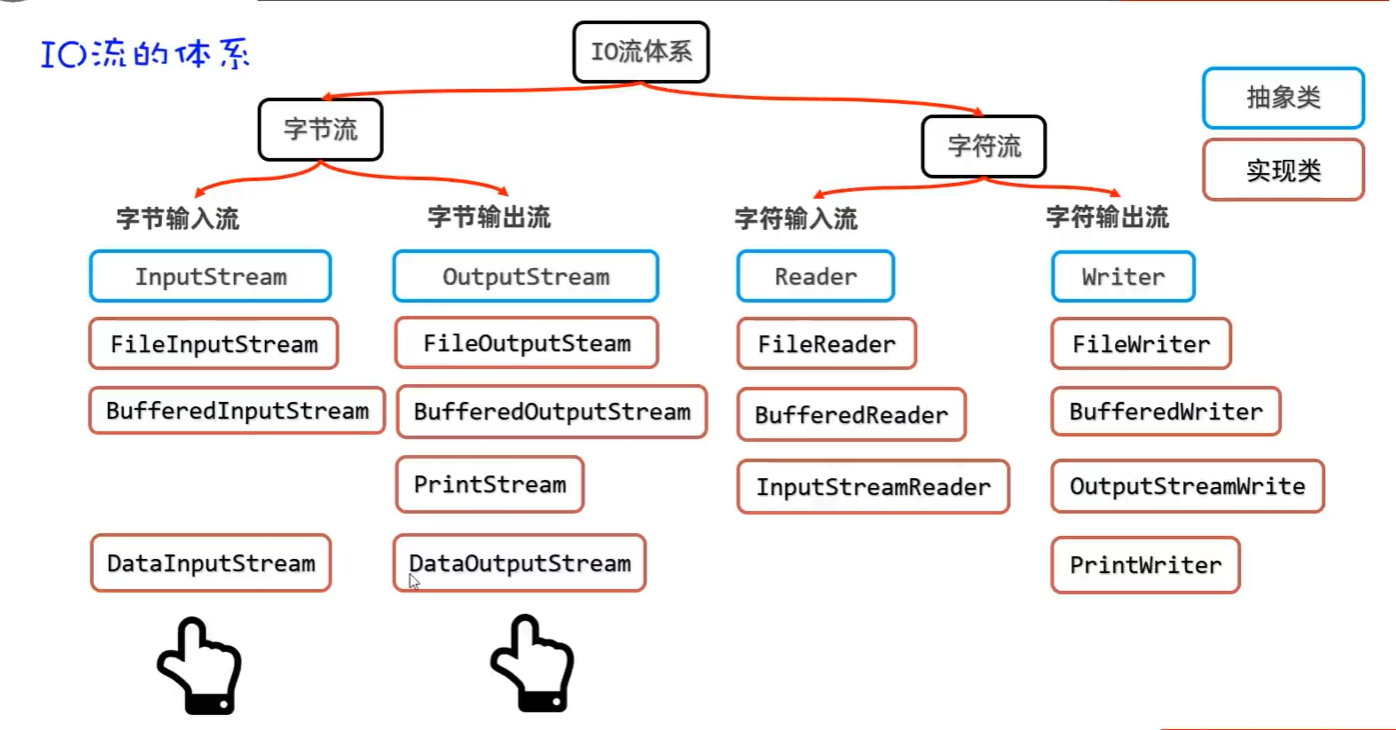 IO流的体系
IO流体系
抽象类
实现类
字节流
字符流
字节输入流
字节输出流
字符输入流
字符输出流
InputStream
OutputStream
Reader
Writer
FileInputStream
FileOutputSteam
FileReader
FileWriter
BufferedInputStream
BufferedOutputStream
BufferedReader
BufferedWriter
PrintStream
InputStreamReader
OutputStreamWrite
DataInputStream
DataOutputStream
PrintWriter